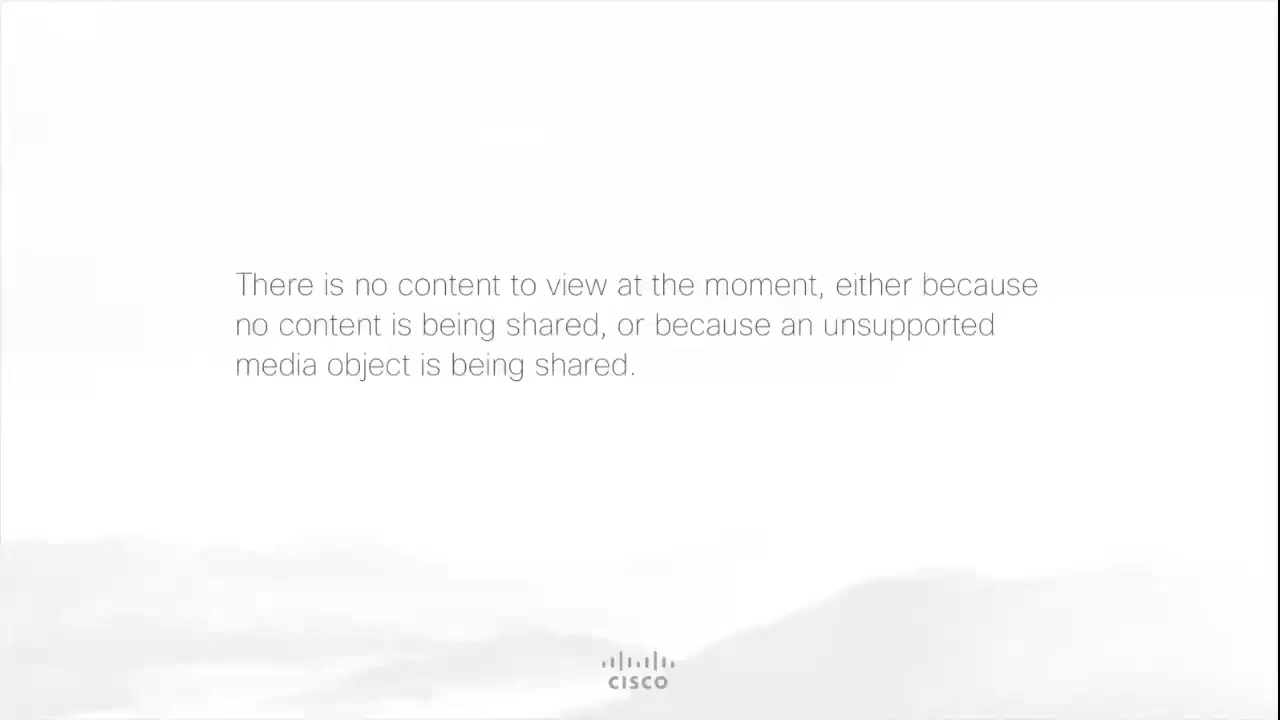 There is no content to view at the moment, either because
no content is being shared, or because an unsupported
media object is being shared.
CISCO